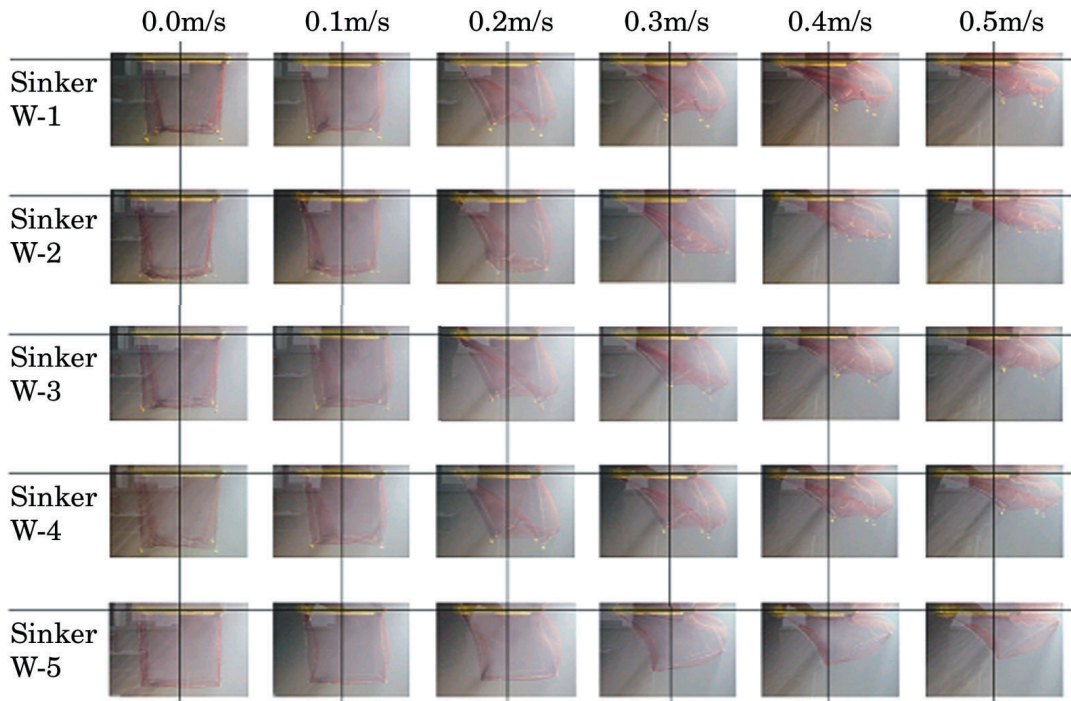 0.0m/s 0.1m/s 0.2m/s 0.3m/s 0.4m/s 0.5m/s
Sinker
W-1
Sinker
W-2
Sinker
W-3
Sinker
W-4
Sinker
W-5